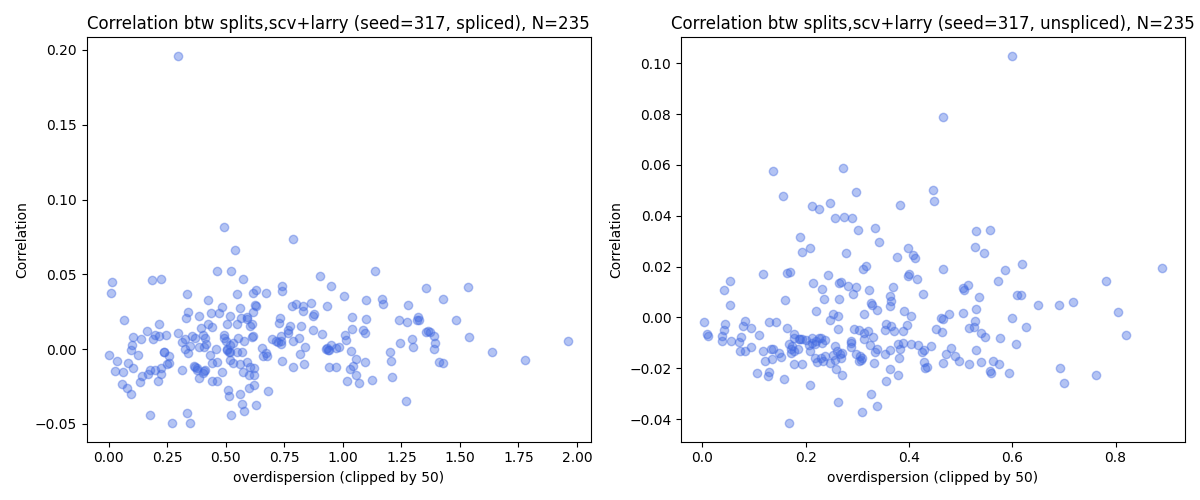 Correlation btw splits,scv+larry (seed=317, spliced), N=235
0.20
0.15
0.10
0.05
0.00
−0.05
Correlation
0.00 0.25 0.50 0.75 1.00 1.25 1.50 1.75 2.00
overdispersion (clipped by 50)
Correlation btw splits,scv+larry (seed=317, unspliced), N=235
0.10
0.08
0.06
0.04
0.02
0.00
−0.02
−0.04
Correlation
0.0 0.2 0.4 0.6 0.8
overdispersion (clipped by 50)